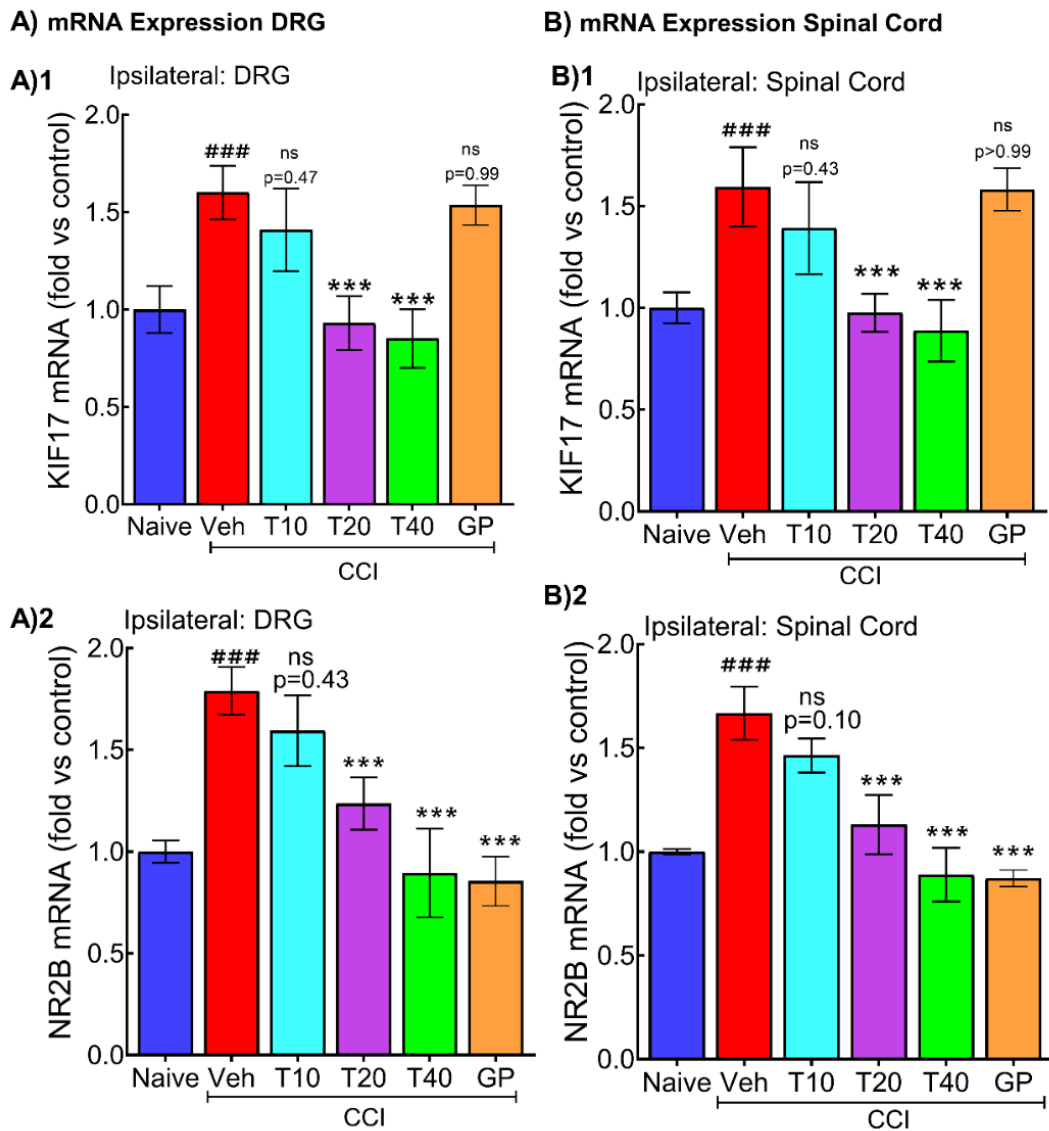 A) mRNA Expression DRG
A)1 Ipsilateral: DRG
KIF17 mRNA (fold vs control)
2.0
1.5
1.0
0.5
0.0
###
ns
p=0.47
***
***
ns
p=0.99
Naive Veh T10 T20 T40 GP
CCI
A)2 Ipsilateral: DRG
NR2B mRNA (fold vs control)
2.0
1.5
1.0
0.5
0.0
###
ns
p=0.43
***
***
***
Naive Veh T10 T20 T40 GP
CCI
B) mRNA Expression Spinal Cord
B)1 Ipsilateral: Spinal Cord
KIF17 mRNA (fold vs control)
2.0
1.5
1.0
0.5
0.0
###
ns
p=0.43
***
***
ns
p>0.99
Naive Veh T10 T20 T40 GP
CCI
B)2 Ipsilateral: Spinal Cord
NR2B mRNA (fold vs control)
2.0
1.5
1.0
0.5
0.0
###
ns
p=0.10
***
***
***
Naive Veh T10 T20 T40 GP
CCI